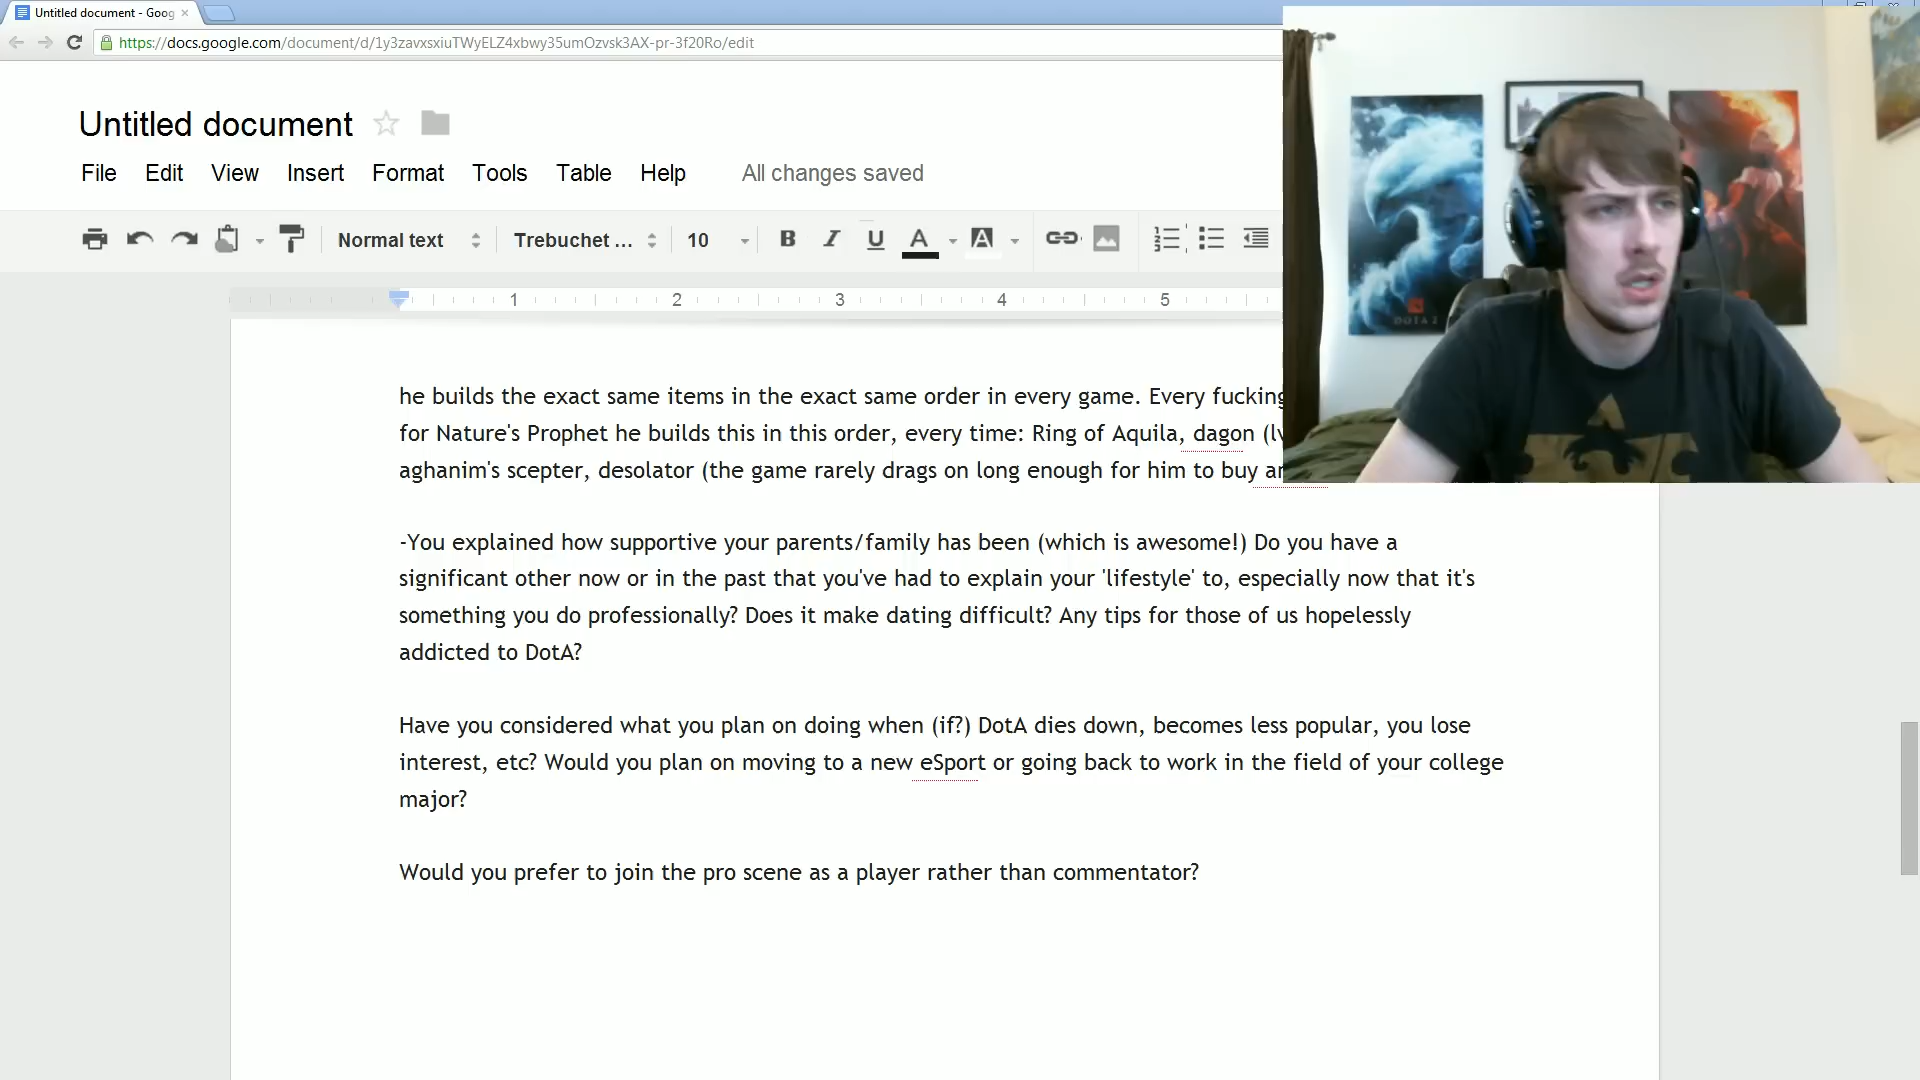 Untitled document - Goog
https://docs.google.com/document/d/1y3zavxsxiuTWyELZ4xbwy35umOzvsk3AX-pr-3f20Ro/edit
Untitled document
File Edit View Insert Format Tools Table Help All changes saved
Normal text Trebuchet ... 10 B I U A A
1 2 3 4 5
DOTA 2
he builds the exact same items in the exact same order in every game. Every fucking
for Nature's Prophet he builds this in this order, every time: Ring of Aquila, dagon (lv
aghanim's scepter, desolator (the game rarely drags on long enough for him to buy
-You explained how supportive your parents/family has been (which is awesome!) Do you have a
significant other now or in the past that you've had to explain your 'lifestyle' to, especially now that it's
something you do professionally? Does it make dating difficult? Any tips for those of us hopelessly
addicted to DotA?
Have you considered what you plan on doing when (if?) DotA dies down, becomes less popular, you lose
interest, etc? Would you plan on moving to a new eSport or going back to work in the field of your college
major?
Would you prefer to join the pro scene as a player rather than commentator?